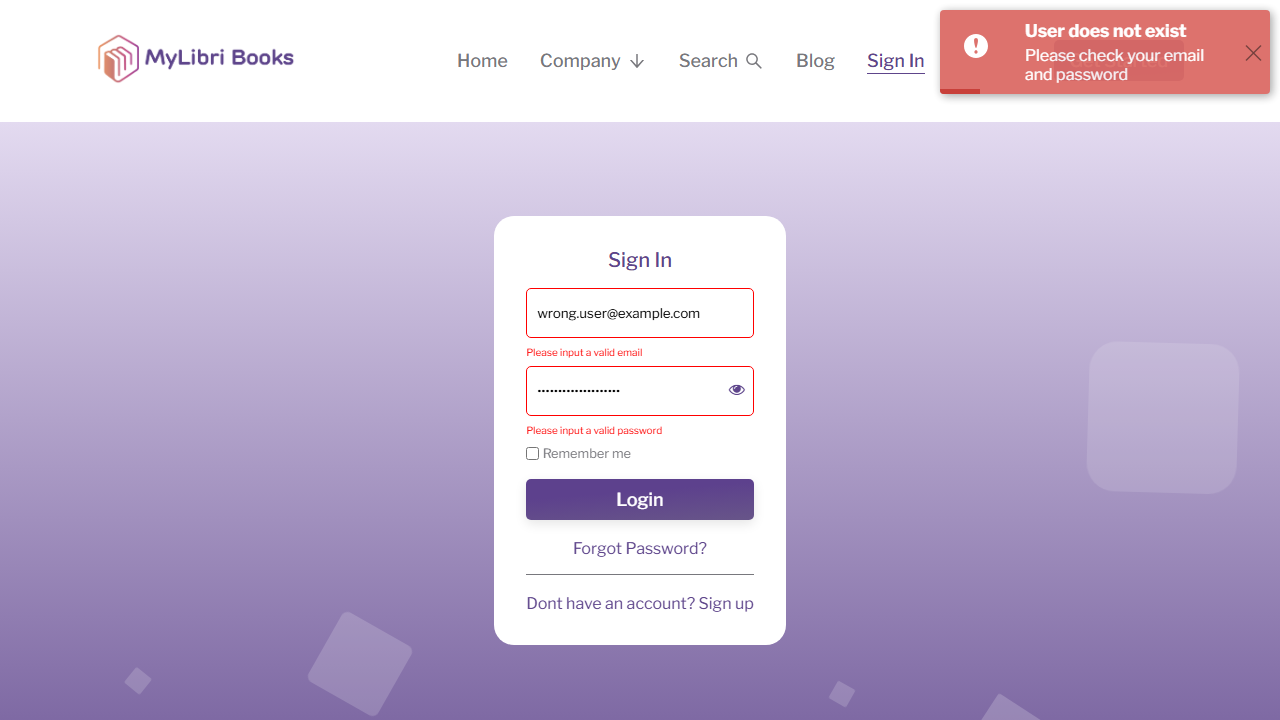 MyLibri Books
Home Company Search Blog Sign In
User does not exist
Please check your email
and password
Sign In
wrong.user@example.com
Please input a valid email
Please input a valid password
Remember me
Login
Forgot Password?
Dont have an account? Sign up